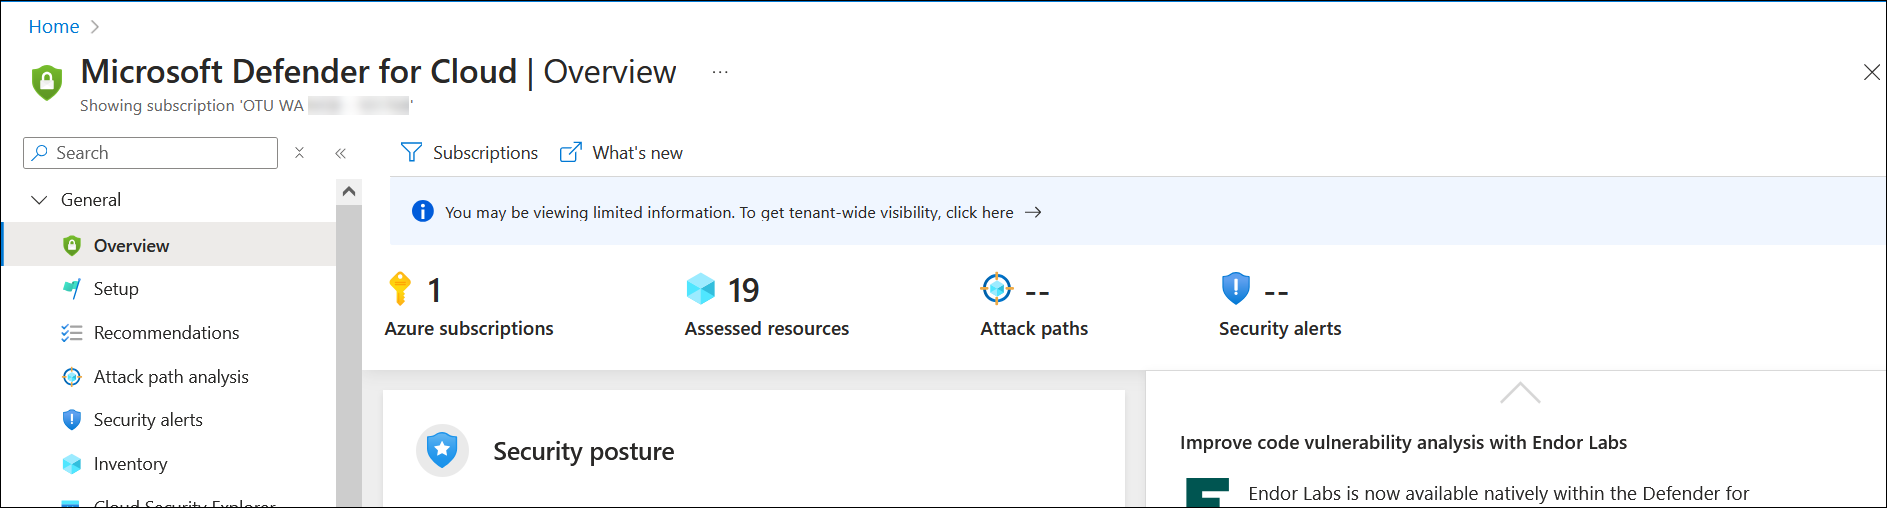 Home
Microsoft Defender for Cloud | Overview ...
Showing subscription 'OTU WA '
Search
Subscriptions
What's new
General
You may be viewing limited information. To get tenant-wide visibility, click here →
Overview
Setup
Recommendations
Attack path analysis
Security alerts
Inventory
Cloud Security Explorer
1
Azure subscriptions
19
Assessed resources
--
Attack paths
--
Security alerts
Security posture
Improve code vulnerability analysis with Endor Labs
Endor Labs is now available natively within the Defender for